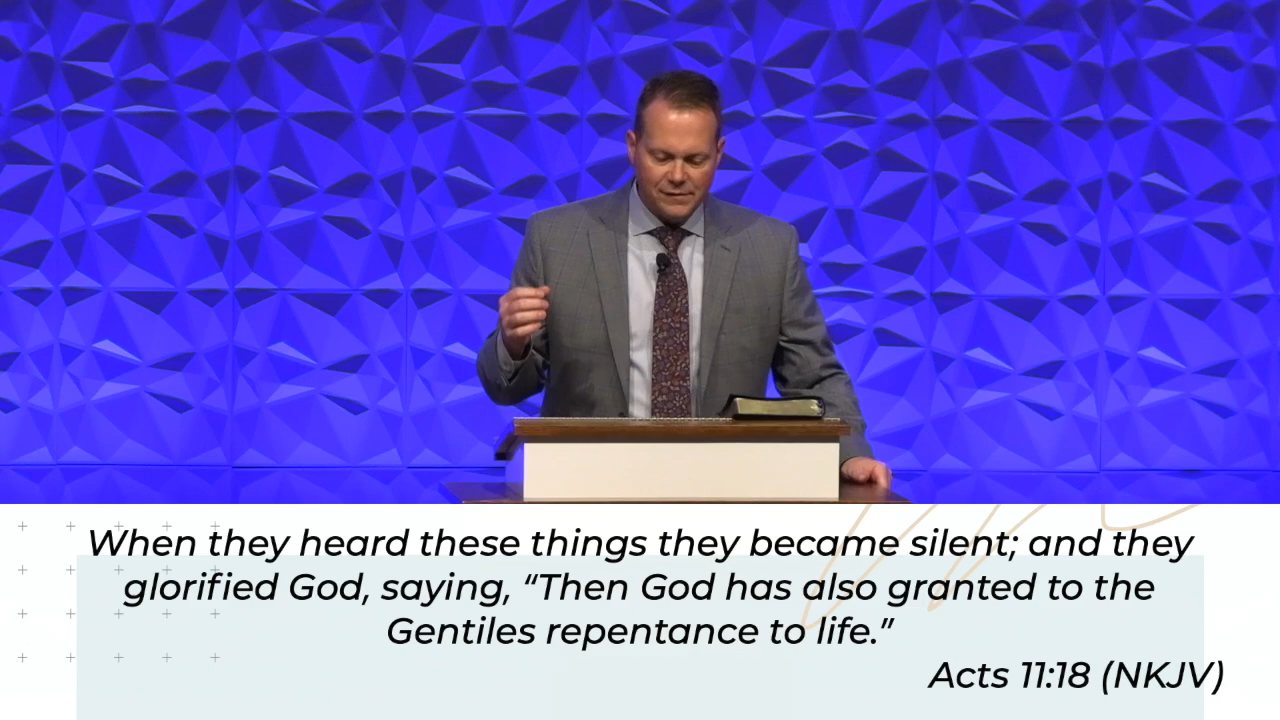 When they heard these things they became silent; and they
glorified God, saying, “Then God has also granted to the
Gentiles repentance to life.”
Acts 11:18 (NKJV)